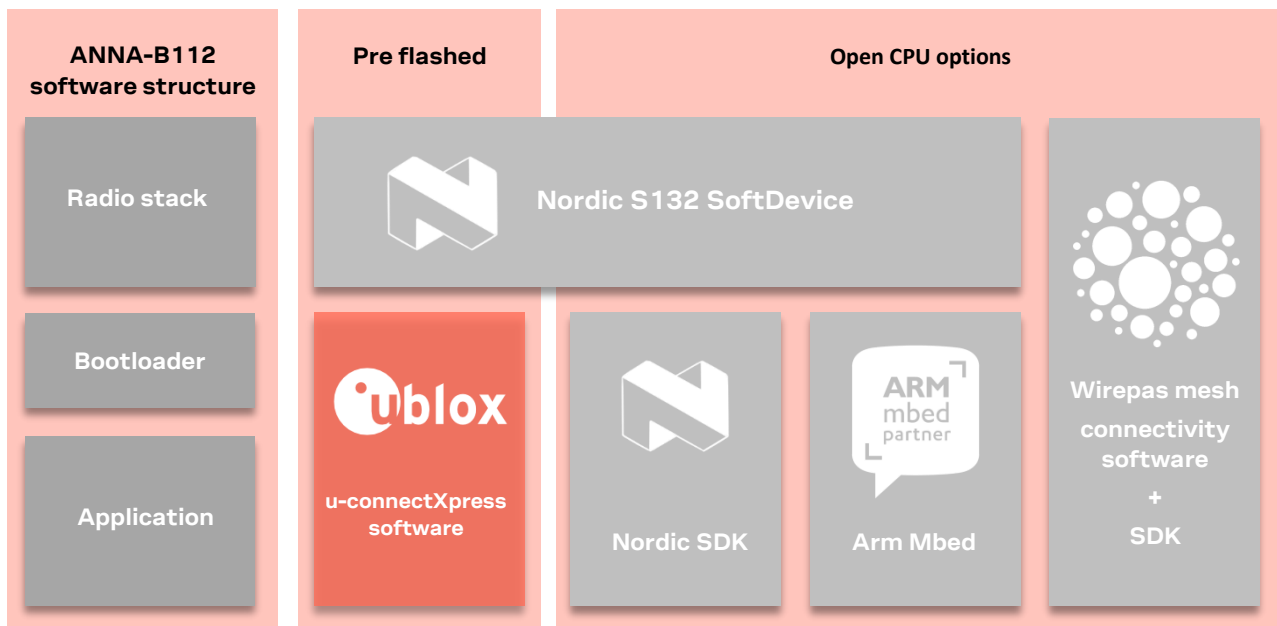 ANNA-B112
software structure
Pre flashed
Open CPU options
Radio stack
Bootloader
Application
Nordic S132 SoftDevice
ublox
u-connectXpress
software
Nordic SDK
ARM
mbed
partner
Arm Mbed
Wirepas mesh
connectivity
software
+
SDK